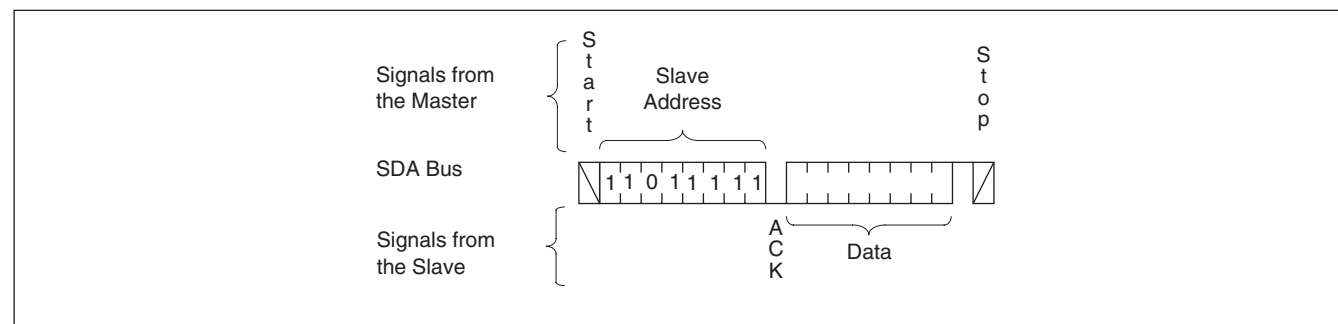 Start
Stop
Signals from
the Master
Slave
Address
SDA Bus
1 1 0 1 1 1 1 1
ACK
Data
Signals from
the Slave